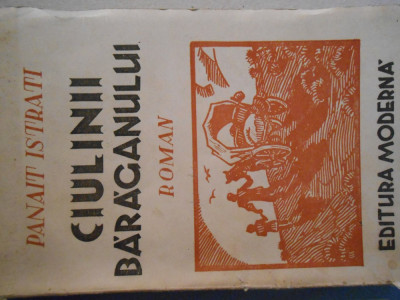 PANAIT ISTRATI
CIULINII
BĂRĂGANULUI
ROMAN
EDITURA MODERNĂ